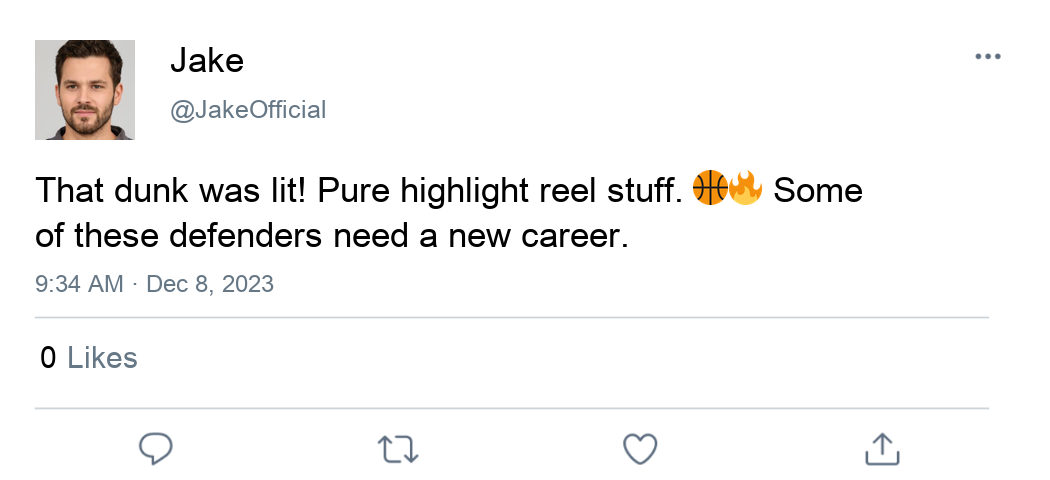 Jake
@JakeOfficial
That dunk was lit! Pure highlight reel stuff. 🏀🔥 Some
of these defenders need a new career.
9:34 AM · Dec 8, 2023
0 Likes